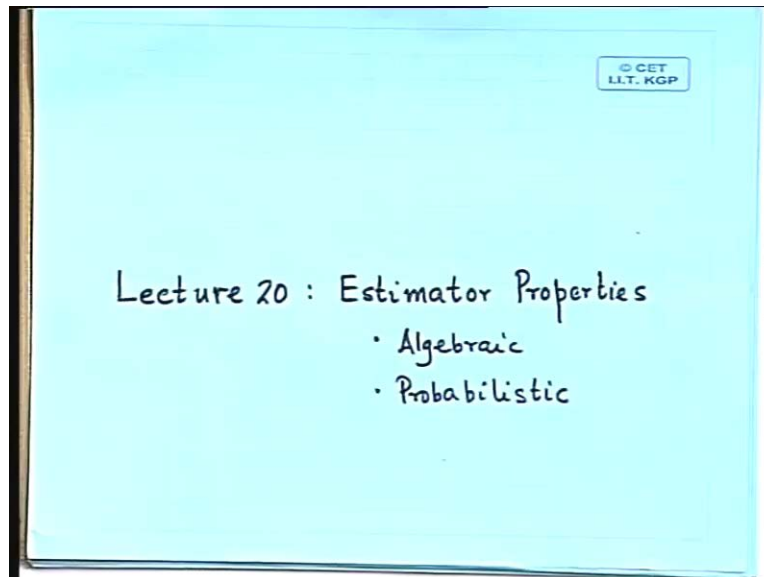 © CET
I.I.T. KGP
Lecture 20 : Estimator Properties
· Algebraic
· Probabilistic